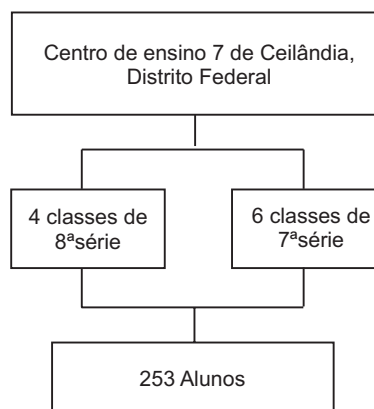 Centro de ensino 7 de Ceilândia,
Distrito Federal
4 classes de
8ªsérie
6 classes de
7ªsérie
253 Alunos